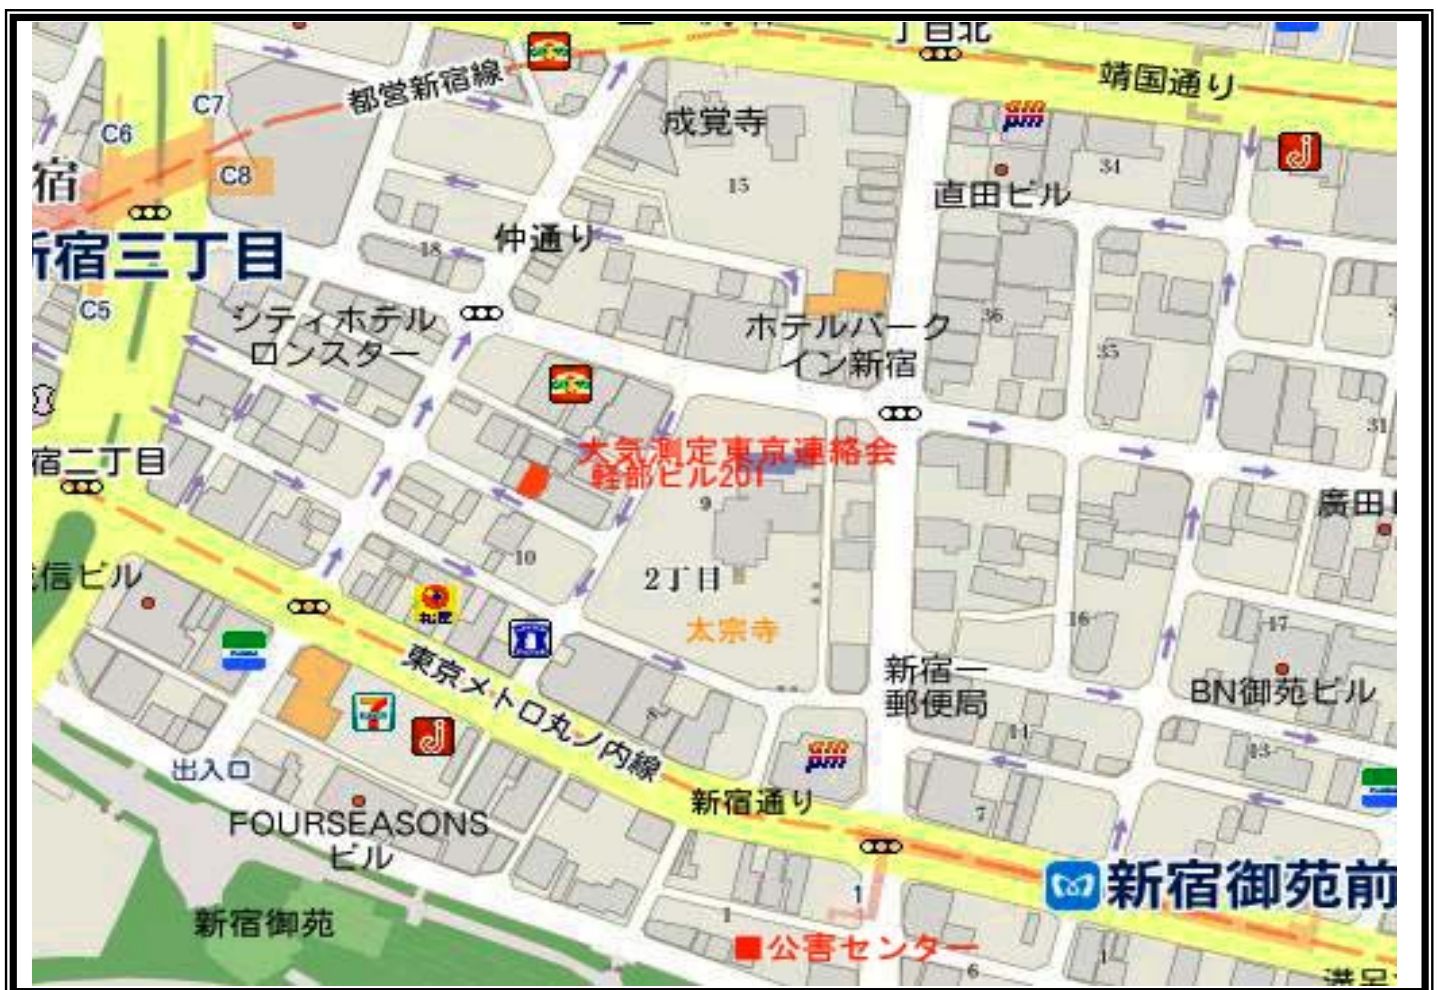 丁目北
靖国通り
都営新宿線
C7
C6
C8
成覚寺
15
34
直田ビル
宿
新宿三丁目
仲通り
18
C5
シティホテル
ロンスター
ホテルパーク
イン新宿
36
35
31
宿二丁目
大気測定東京連絡会
軽部ビル201
9
廣田
10
2丁目
信ビル
太宗寺
16
17
東京メトロ丸ノ内線
新宿一
郵便局
BN御苑ビル
8
11
13
出入口
新宿通り
7
FOURSEASONS
ビル
1
新宿御苑前
新宿御苑
1
公害センター
6
1